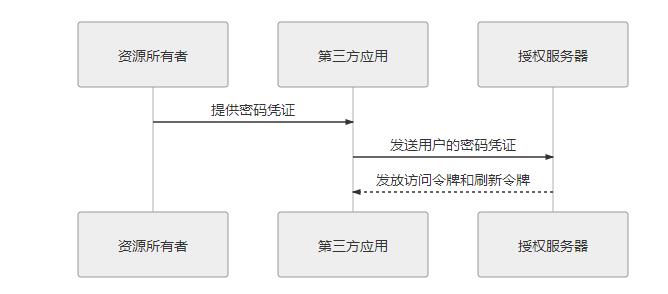 资源所有者
第三方应用
授权服务器
提供密码凭证
发送用户的密码凭证
发放访问令牌和刷新令牌
资源所有者
第三方应用
授权服务器